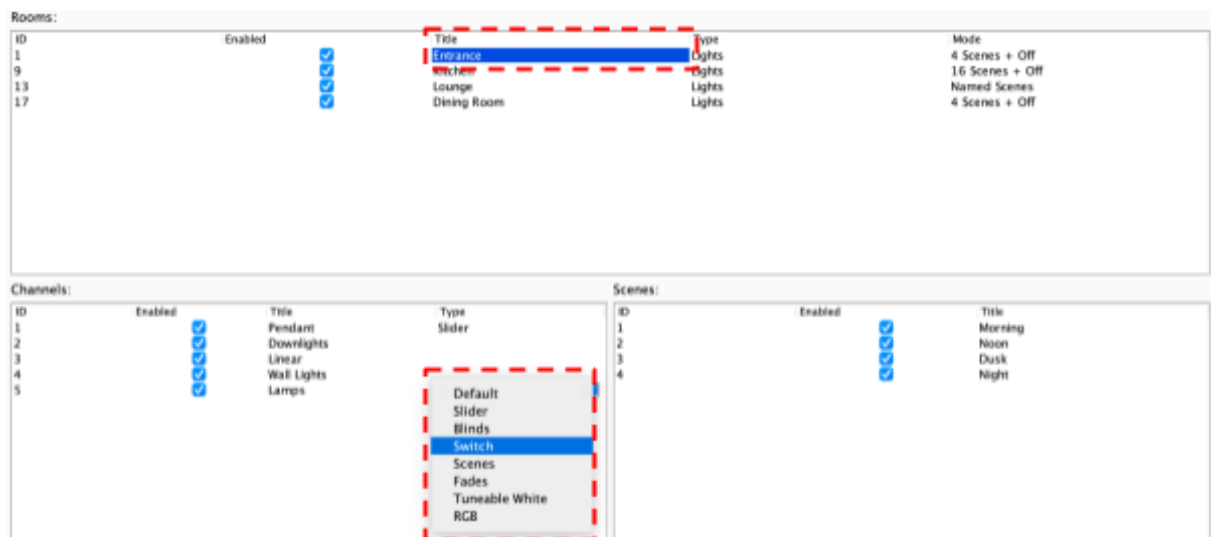 Rooms:
ID Enabled Title Type Mode
1 Entrance Lights 4 Scenes + Off
9 Kitchen Lights 16 Scenes + Off
13 Lounge Lights Named Scenes
17 Dining Room Lights 4 Scenes + Off
Channels:
ID Enabled Title Type
1 Pendant Slider
2 Downlights
3 Linear
4 Wall Lights
5 Lamps
Default
Slider
Blinds
Switch
Scenes
Fades
Tuneable White
RGB
Scenes:
ID Enabled Title
1 Morning
2 Noon
3 Dusk
4 Night